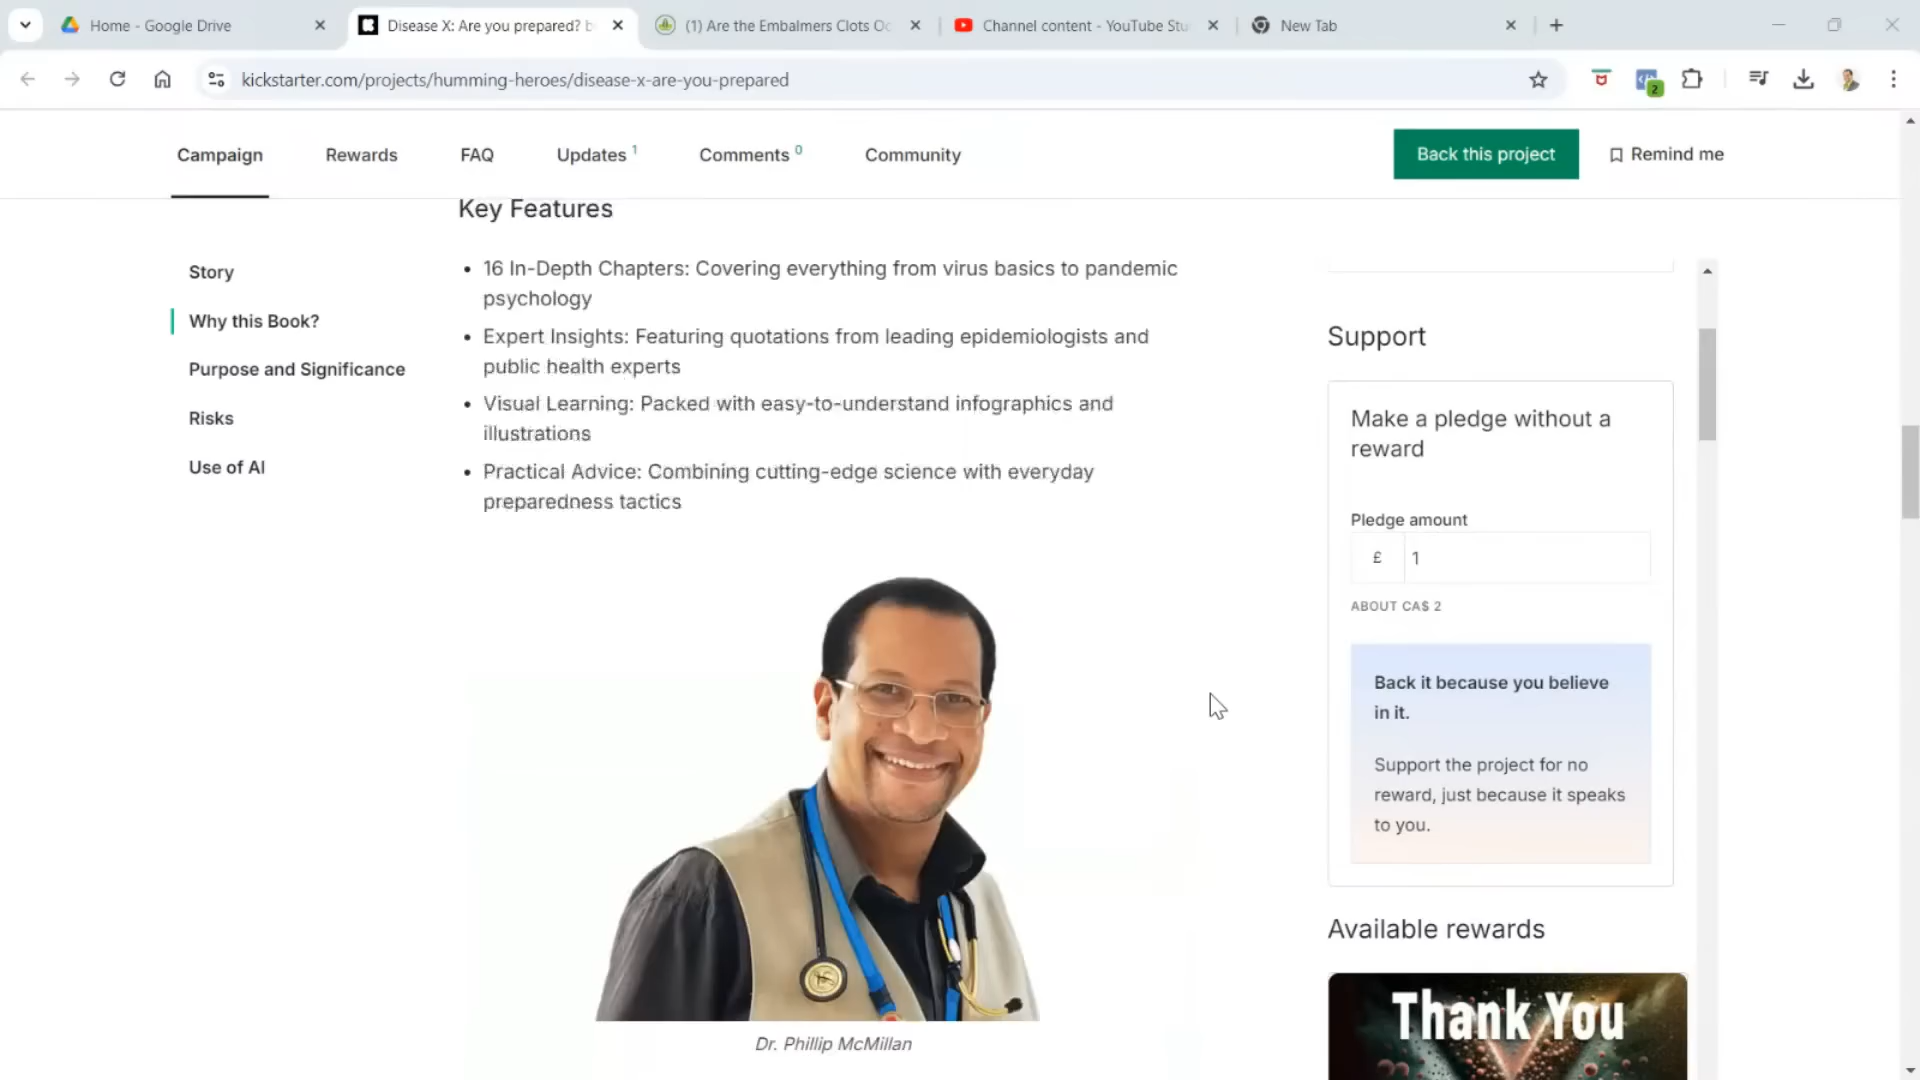 Home - Google Drive
Disease X: Are you prepared? b
(1) Are the Embalmers Clots Oc
Channel content - YouTube Stu
New Tab
kickstarter.com/projects/humming-heroes/disease-x-are-you-prepared
2
Campaign
Rewards
FAQ
Updates 1
Comments 0
Community
Back this project
Remind me
Story
Why this Book?
Purpose and Significance
Risks
Use of AI
Key Features
• 16 In-Depth Chapters: Covering everything from virus basics to pandemic
psychology
• Expert Insights: Featuring quotations from leading epidemiologists and
public health experts
• Visual Learning: Packed with easy-to-understand infographics and
illustrations
• Practical Advice: Combining cutting-edge science with everyday
preparedness tactics
Dr. Phillip McMillan
Support
Make a pledge without a
reward
Pledge amount
£ 1
ABOUT CA$ 2
Back it because you believe
in it.
Support the project for no
reward, just because it speaks
to you.
Available rewards
Thank You